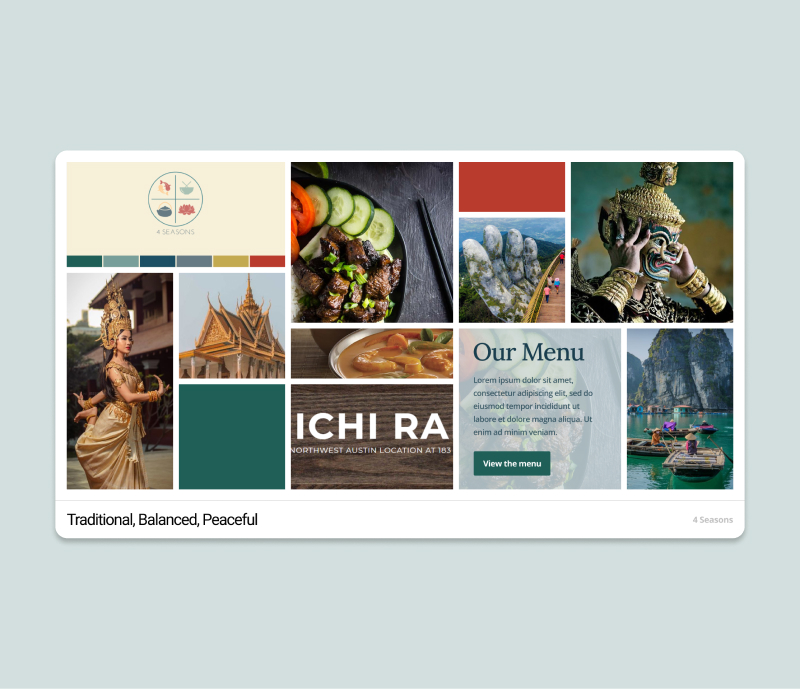 4 SEASONS
ICHI RA
NORTHWEST AUSTIN LOCATION AT 183
Our Menu
Lorem ipsum dolor sit amet,
consectetur adipiscing elit, sed do
eiusmod tempor incididunt ut
labore et dolore magna aliqua. Ut
enim ad minim veniam.
View the menu
Traditional, Balanced, Peaceful
4 Seasons